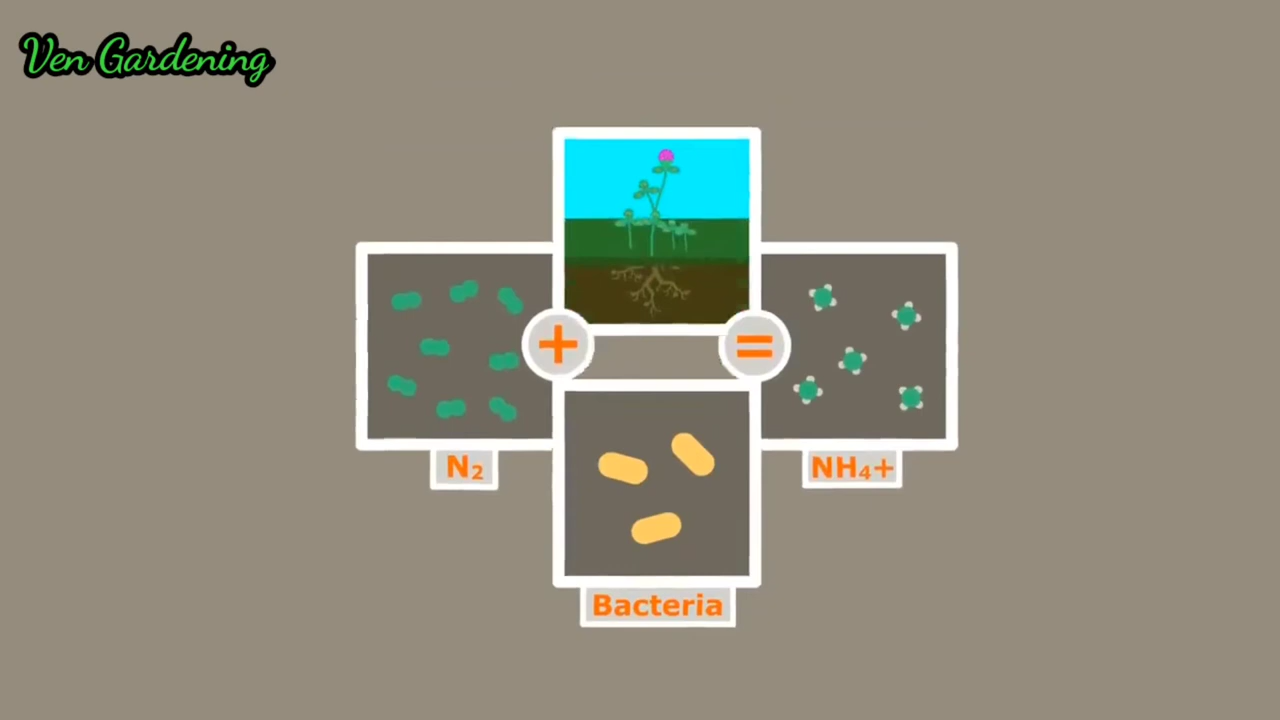 Ven Gardening
+
=
N₂
NH₄+
Bacteria